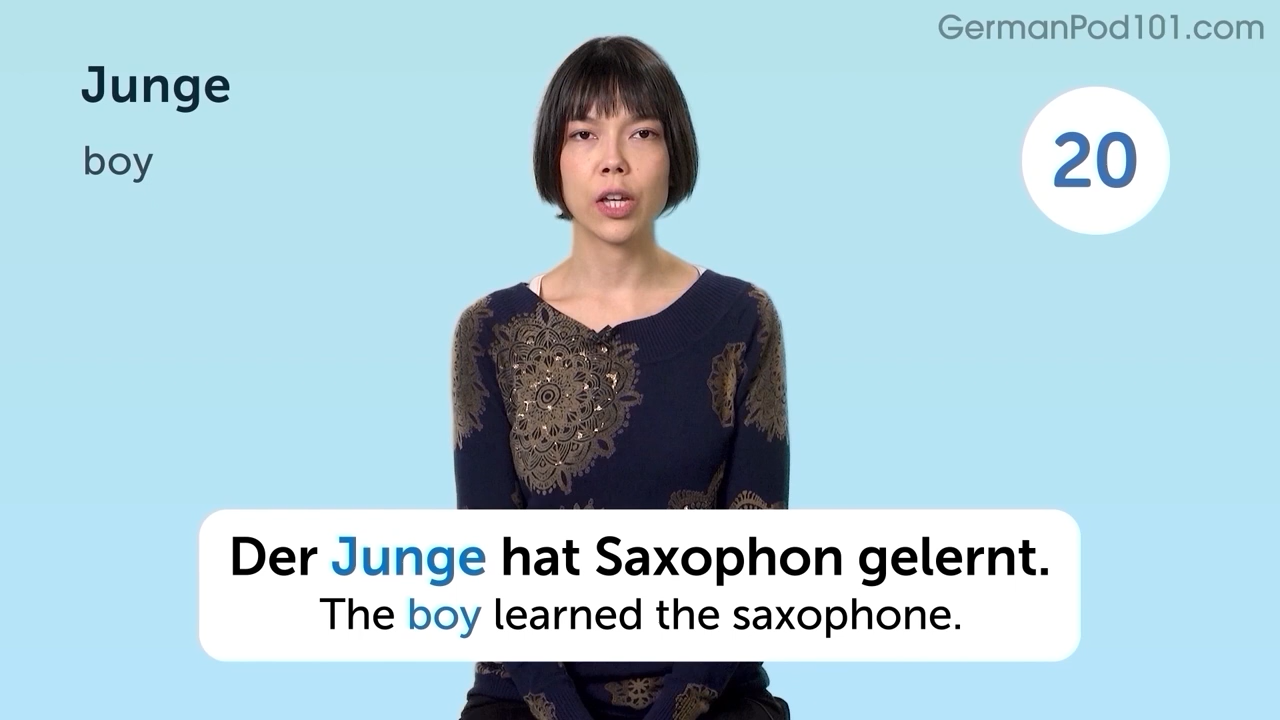 GermanPod101.com
Junge
boy
20
Der Junge hat Saxophon gelernt.
The boy learned the saxophone.